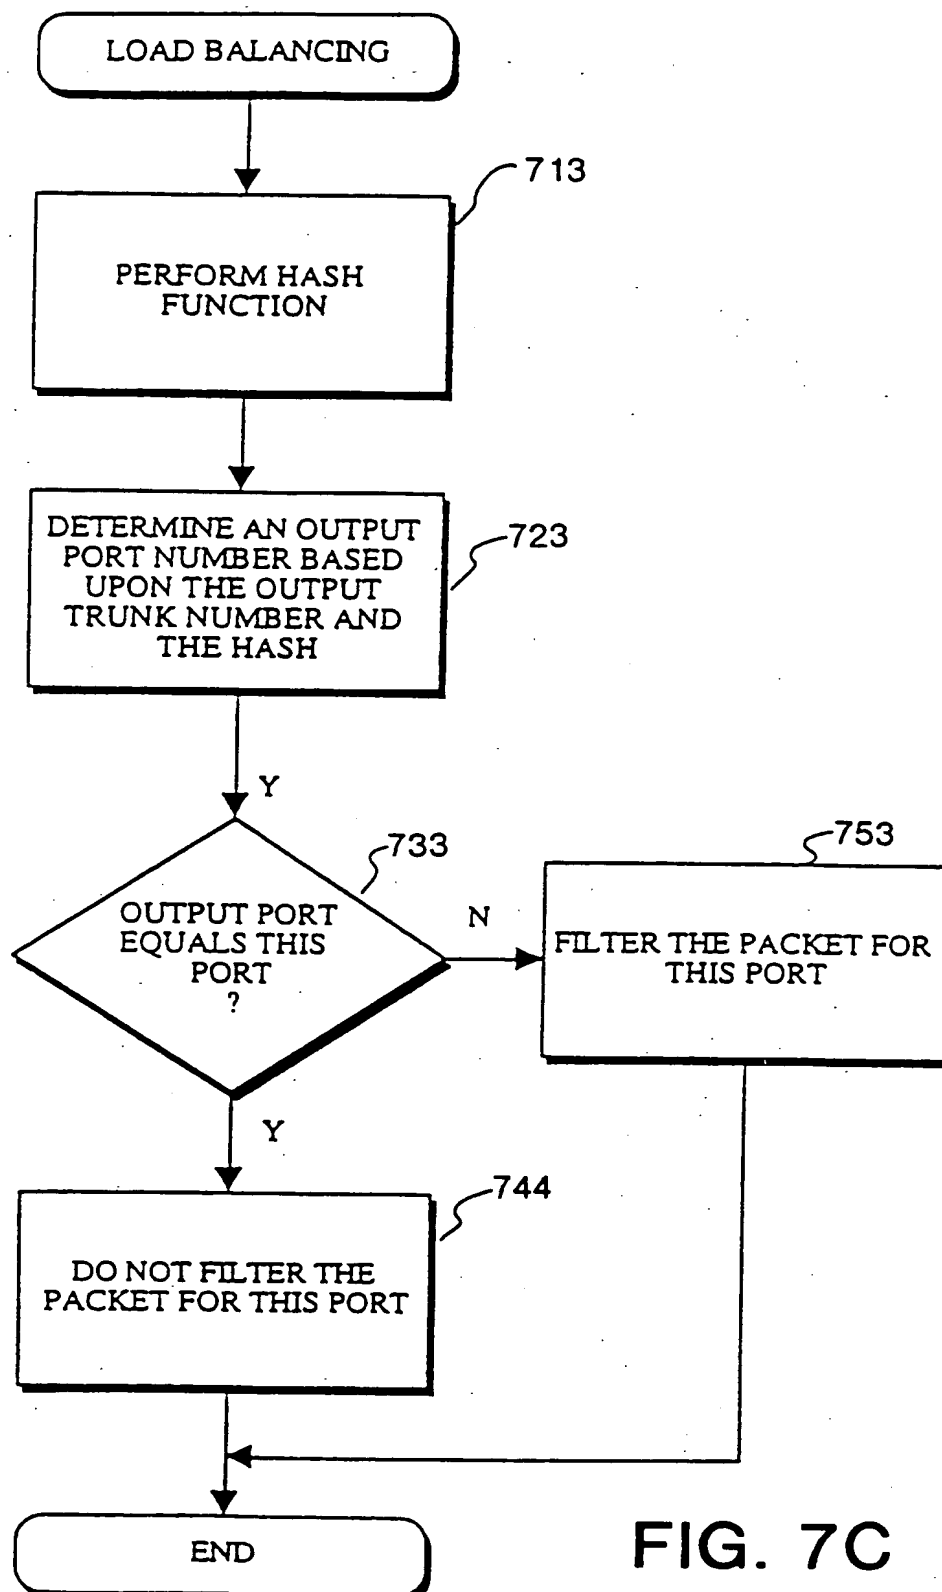 LOAD BALANCING
713
PERFORM HASH
FUNCTION
723
DETERMINE AN OUTPUT
PORT NUMBER BASED
UPON THE OUTPUT
TRUNK NUMBER AND
THE HASH
Y
733
753
OUTPUT PORT
EQUALS THIS
PORT
?
N
FILTER THE PACKET FOR
THIS PORT
Y
744
DO NOT FILTER THE
PACKET FOR THIS PORT
END
FIG. 7C